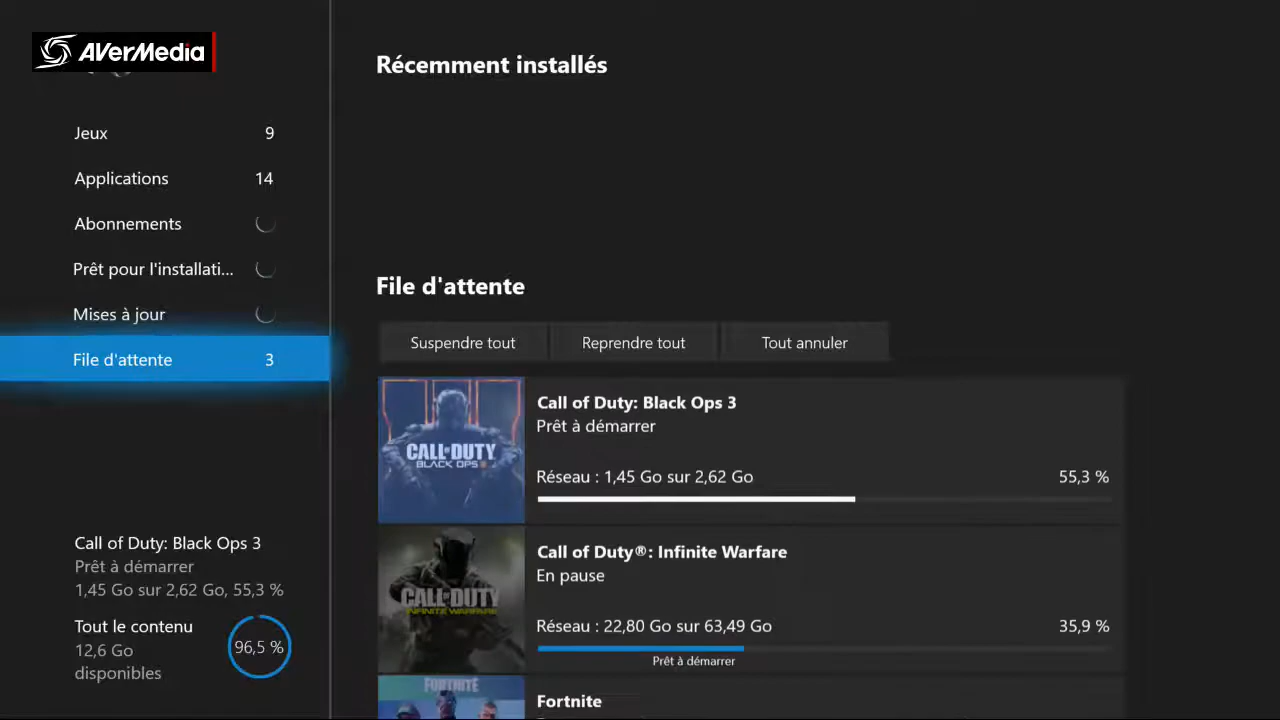 AVerMedia
Jeux 9
Applications 14
Abonnements
Prêt pour l'installati...
Mises à jour
File d'attente 3
Call of Duty: Black Ops 3
Prêt à démarrer
1,45 Go sur 2,62 Go, 55,3 %
Tout le contenu
12,6 Go
disponibles
96,5 %
Récemment installés
File d'attente
Suspendre tout Reprendre tout Tout annuler
CALL OF DUTY
BLACK OPS
Call of Duty: Black Ops 3
Prêt à démarrer
Réseau : 1,45 Go sur 2,62 Go 55,3 %
CALL OF DUTY
INFINITE WARFARE
Call of Duty®: Infinite Warfare
En pause
Réseau : 22,80 Go sur 63,49 Go 35,9 %
Prêt à démarrer
FORTNITE
Fortnite